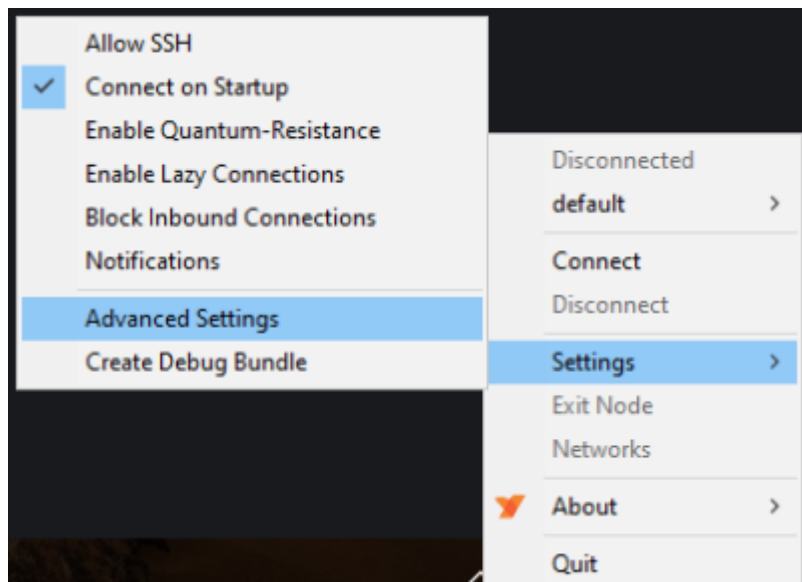 Allow SSH
Connect on Startup
Enable Quantum-Resistance
Enable Lazy Connections
Block Inbound Connections
Notifications
Advanced Settings
Create Debug Bundle
Disconnected
default
Connect
Disconnect
Settings
Exit Node
Networks
About
Quit